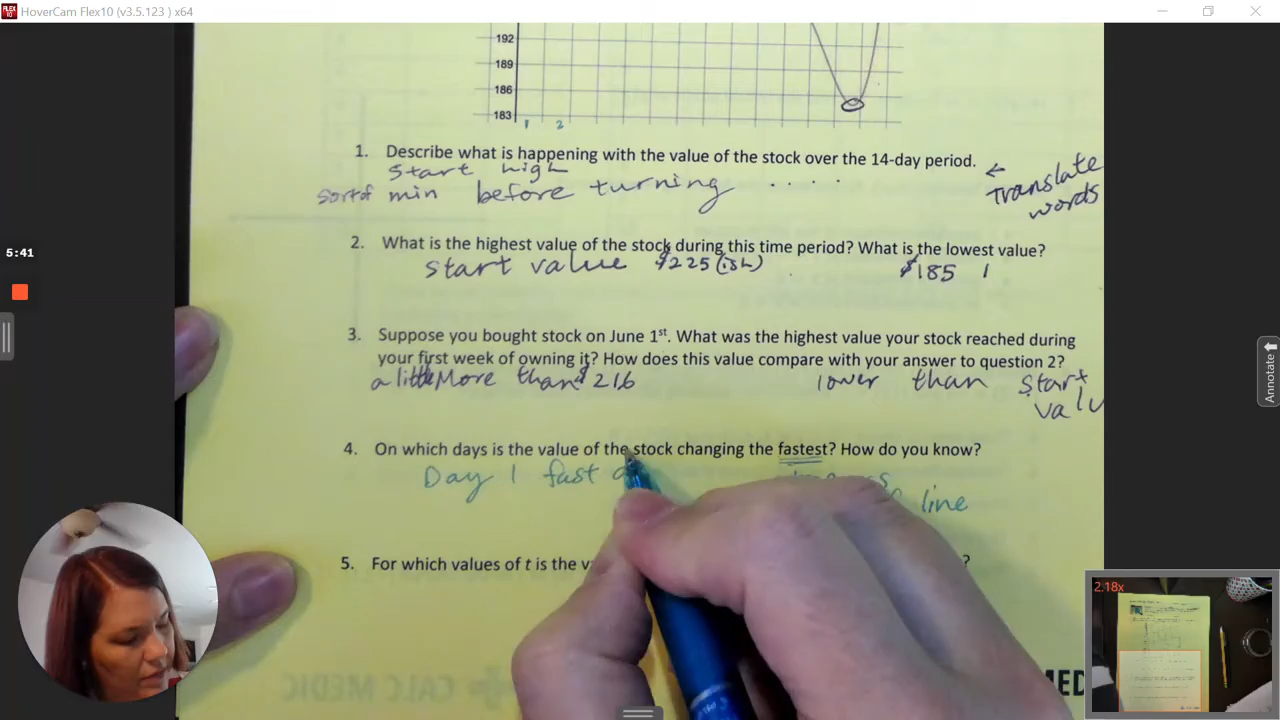 HoverCam Flex10 (v3.5.123 ) x64
192
189
186
183
1 2
1. Describe what is happening with the value of the stock over the 14-day period.
start high
sort of min before turning . . . .
← Translate
words
2. What is the highest value of the stock during this time period? What is the lowest value?
start value $225 (ish) $185
3. Suppose you bought stock on June 1st. What was the highest value your stock reached during
your first week of owning it? How does this value compare with your answer to question 2?
a little More than $216 lower than start
valu
4. On which days is the value of the stock changing the fastest? How do you know?
Day 1 fast
line
5. For which values of t is the v ?
CALC MEDIC
MED
5:41
Annotate
2.18x